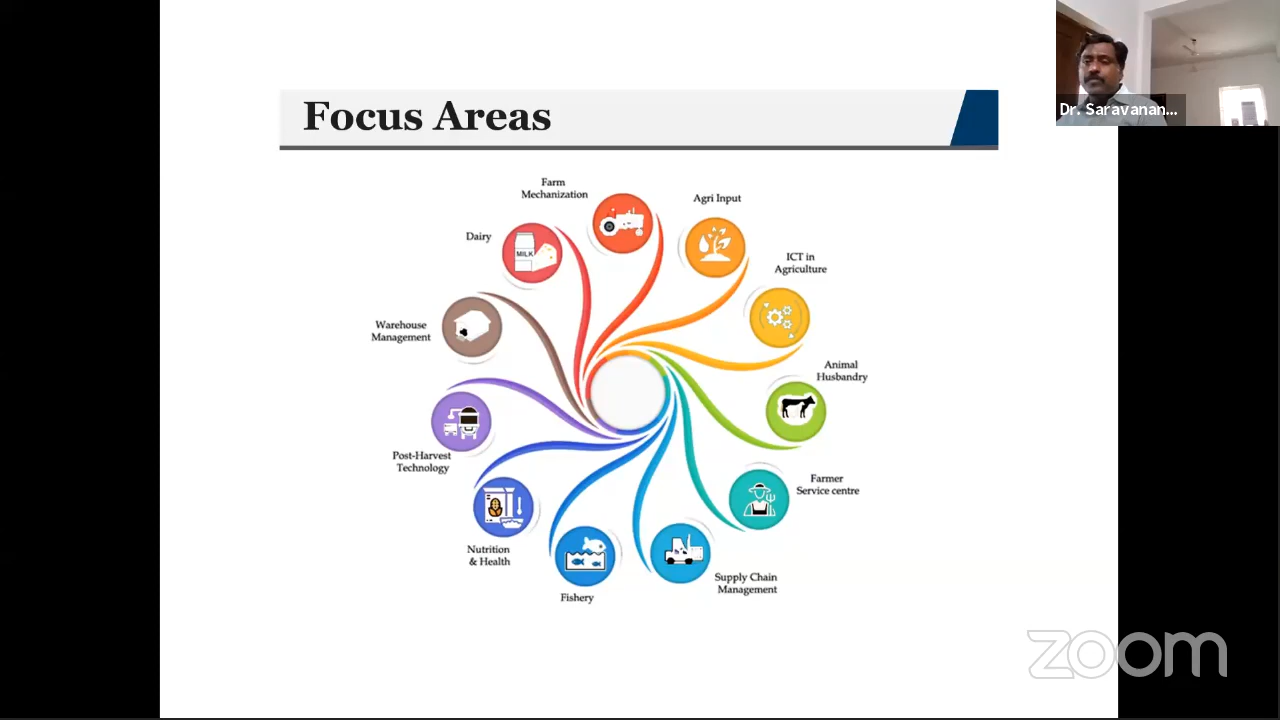 Focus Areas
Dr. Saravanan...
Farm
Mechanization
Agri Input
Dairy
MILK
ICT in
Agriculture
Warehouse
Management
Animal
Husbandry
Post-Harvest
Technology
Farmer
Service centre
Nutrition
& Health
Supply Chain
Management
Fishery
zoom